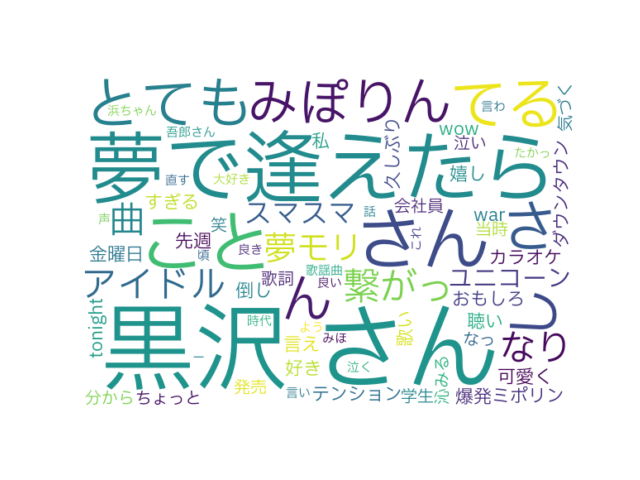 とても
みぽりん
てる
浜ちゃん
言わ
気づく
吾郎さん
wow
泣い
夢で逢えたら
私
久しぶり
たかっ
直す
大好き
嬉し
ダウンタウン
すぎる
会社員
声
曲
笑
スマスマ
話
war
さ
先週
こと
良き
夢モリ
さん
これ
当時
金曜日
頃
カラオケ
アイドル
倒し
歌詞
歌謡曲
良い
ん
繋がっ
ユニコーン
おもしろ
っ
tonight
黒沢さん
時代
よう
みほ
歌い
聴い
なっ
なり
言え
ー
好き
泣く
沁みる
可愛く
発売
分から
ちょっと
言い
テンション
学生
爆発ミポリン